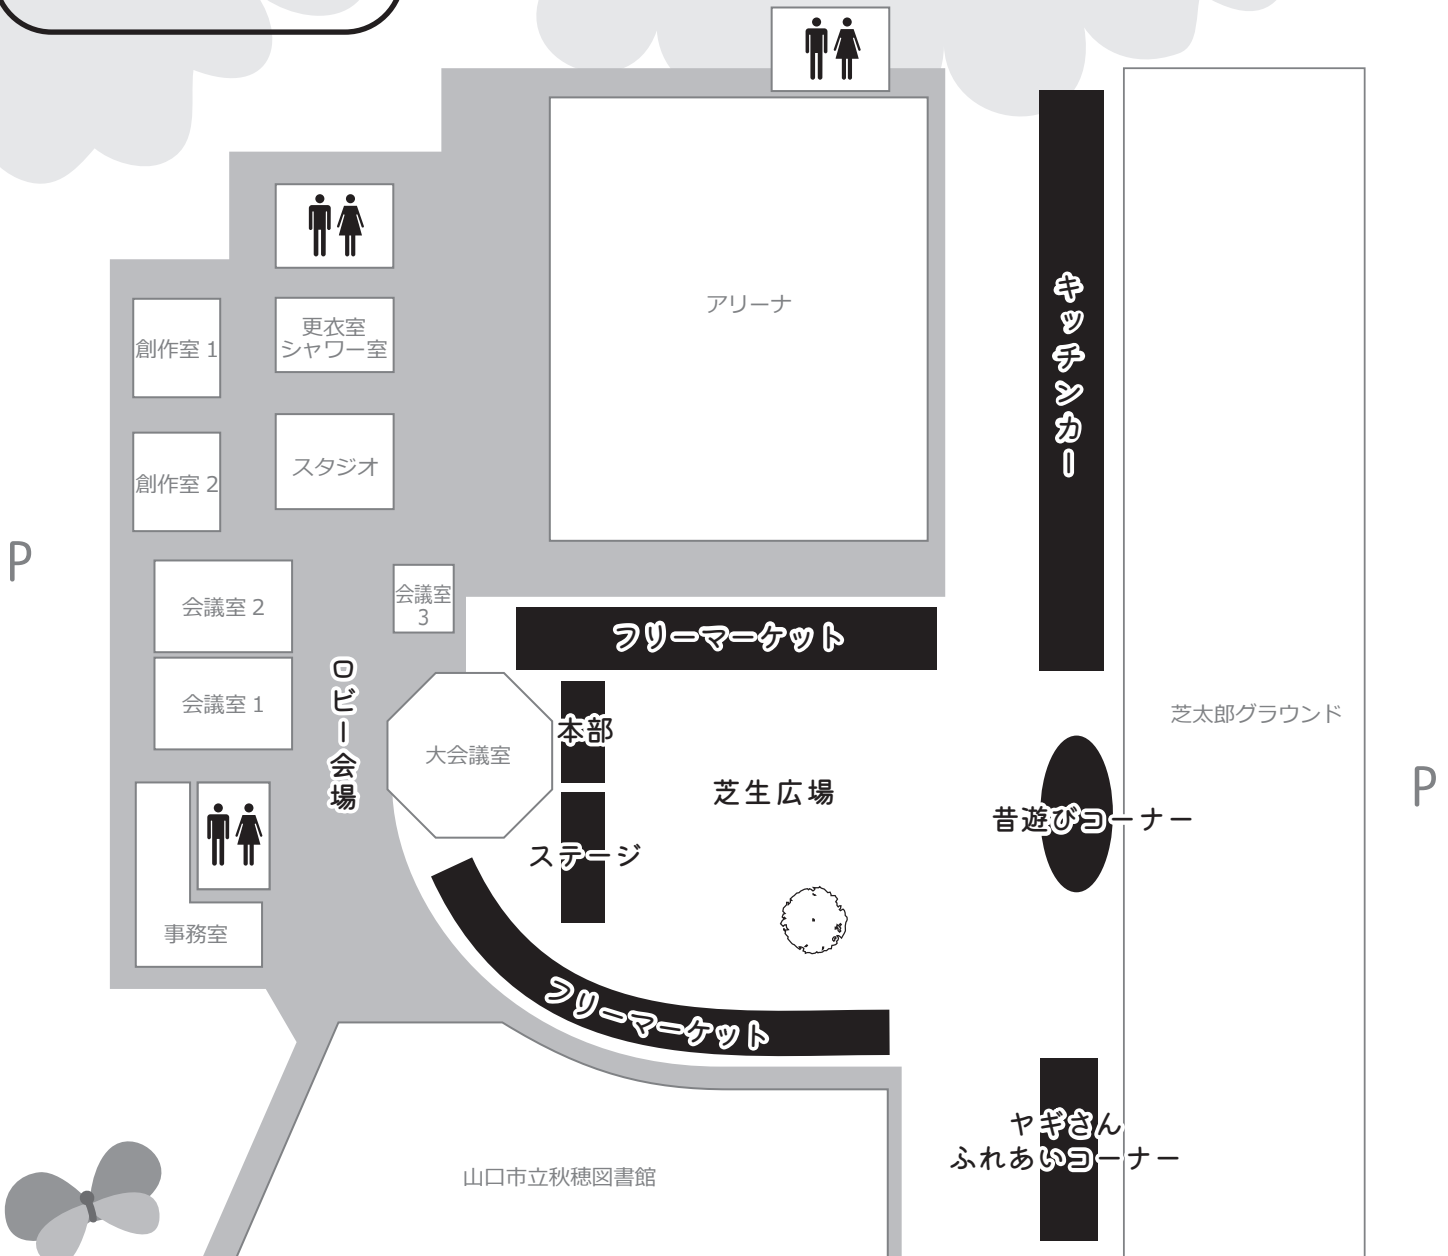 アリーナ
キッチンカー
創作室 1
更衣室
シャワー室
創作室 2
スタジオ
P
会議室 2
会議室
3
フリーマーケット
会議室 1
ロビー会場
大会議室
本部
芝生広場
芝太郎グラウンド
P
昔遊びコーナー
ステージ
事務室
フリーマーケット
ヤギさん
ふれあいコーナー
山口市立秋穂図書館